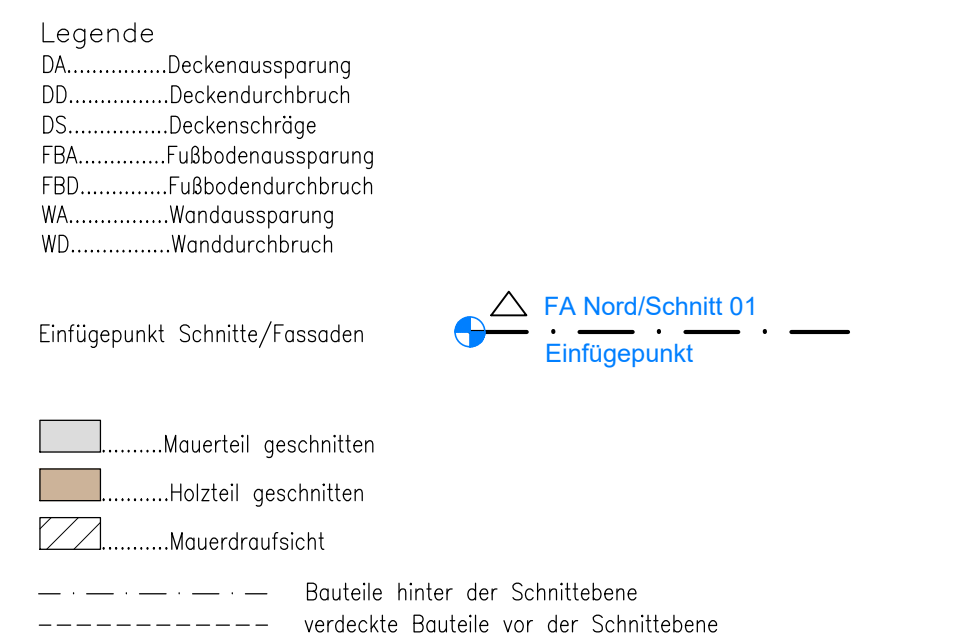 Legende
DA................Deckenaussparung
DD................Deckendurchbruch
DS................Deckenschräge
FBA..............Fußbodenaussparung
FBD..............Fußbodendurchbruch
WA................Wandaussparung
WD................Wanddurchbruch
FA Nord/Schnitt 01
Einfügepunkt Schnitte/Fassaden
Einfügepunkt
..........Mauerteil geschnitten
...........Holzteil geschnitten
...........Mauerdraufsicht
Bauteile hinter der Schnittebene
verdeckte Bauteile vor der Schnittebene